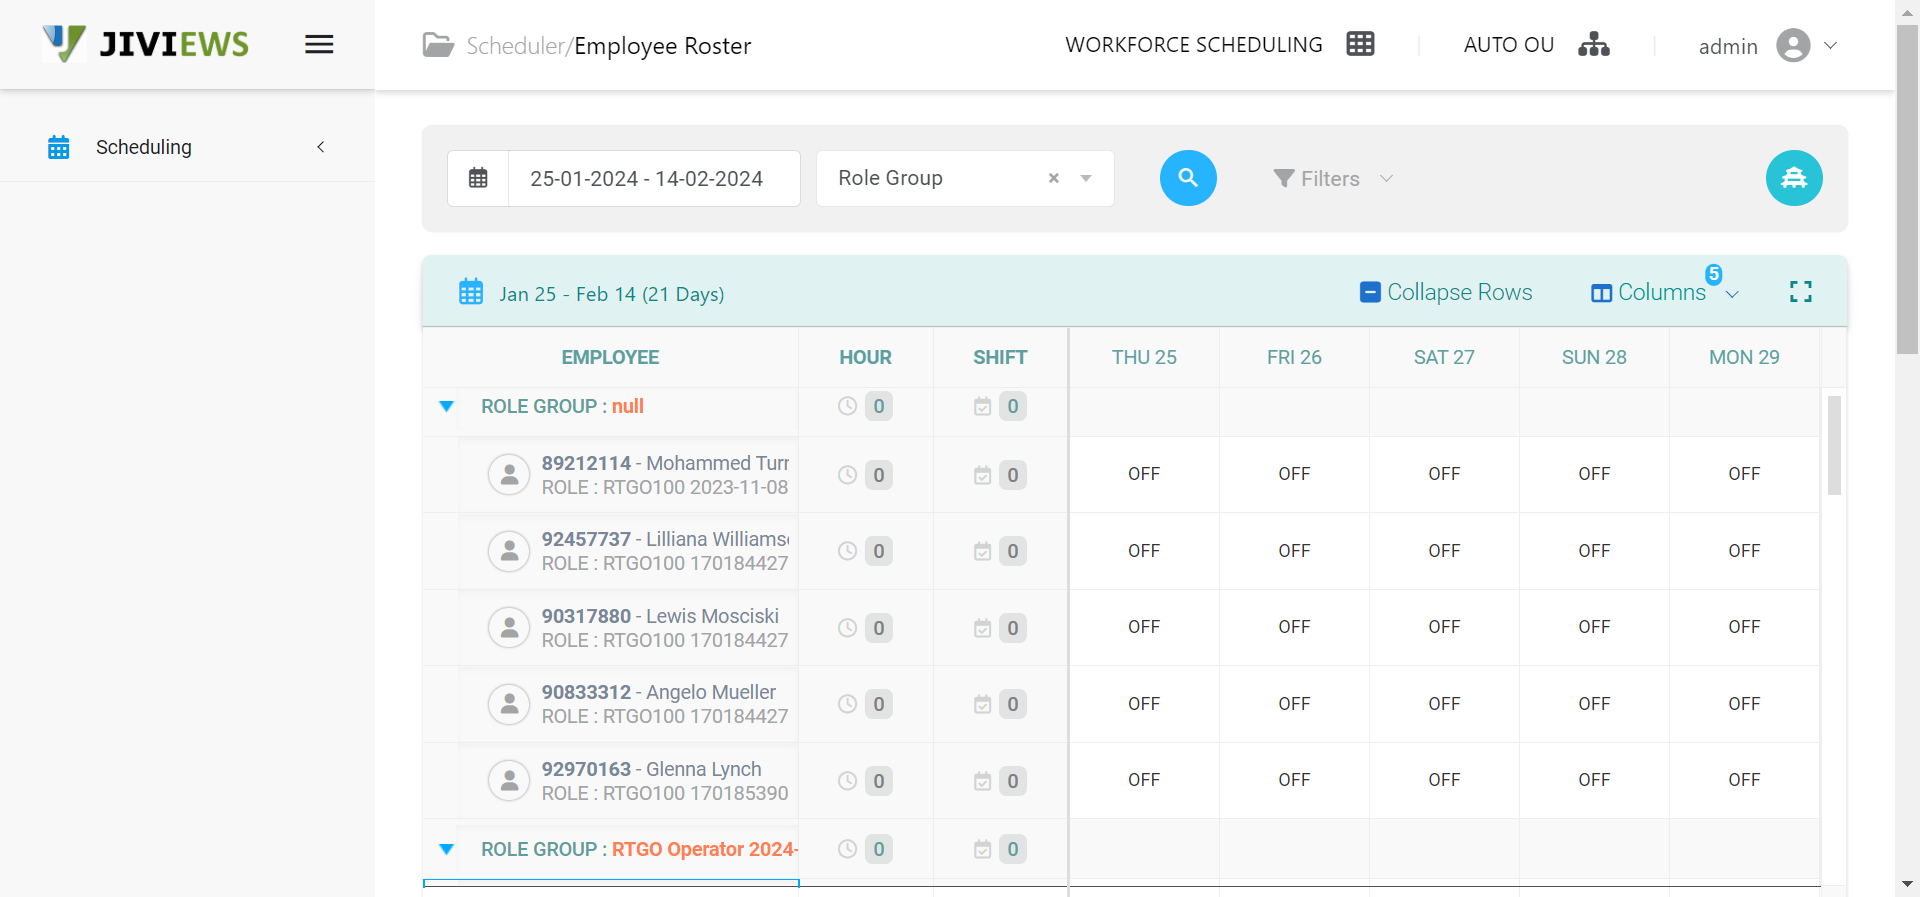 JIVIEWS
Scheduler/Employee Roster
WORKFORCE SCHEDULING
AUTO OU
admin
Scheduling
25-01-2024 - 14-02-2024
Role Group
×
Filters
Jan 25 - Feb 14 (21 Days)
Collapse Rows
Columns
5
EMPLOYEE HOUR SHIFT THU 25 FRI 26 SAT 27 SUN 28 MON 29
ROLE GROUP : null 0 0
89212114 - Mohammed Turr
ROLE : RTGO100 2023-11-08
0 0 OFF OFF OFF OFF OFF
92457737 - Lilliana Williams
ROLE : RTGO100 170184427
0 0 OFF OFF OFF OFF OFF
90317880 - Lewis Mosciski
ROLE : RTGO100 170184427
0 0 OFF OFF OFF OFF OFF
90833312 - Angelo Mueller
ROLE : RTGO100 170184427
0 0 OFF OFF OFF OFF OFF
92970163 - Glenna Lynch
ROLE : RTGO100 170185390
0 0 OFF OFF OFF OFF OFF
ROLE GROUP : RTGO Operator 2024- 0 0